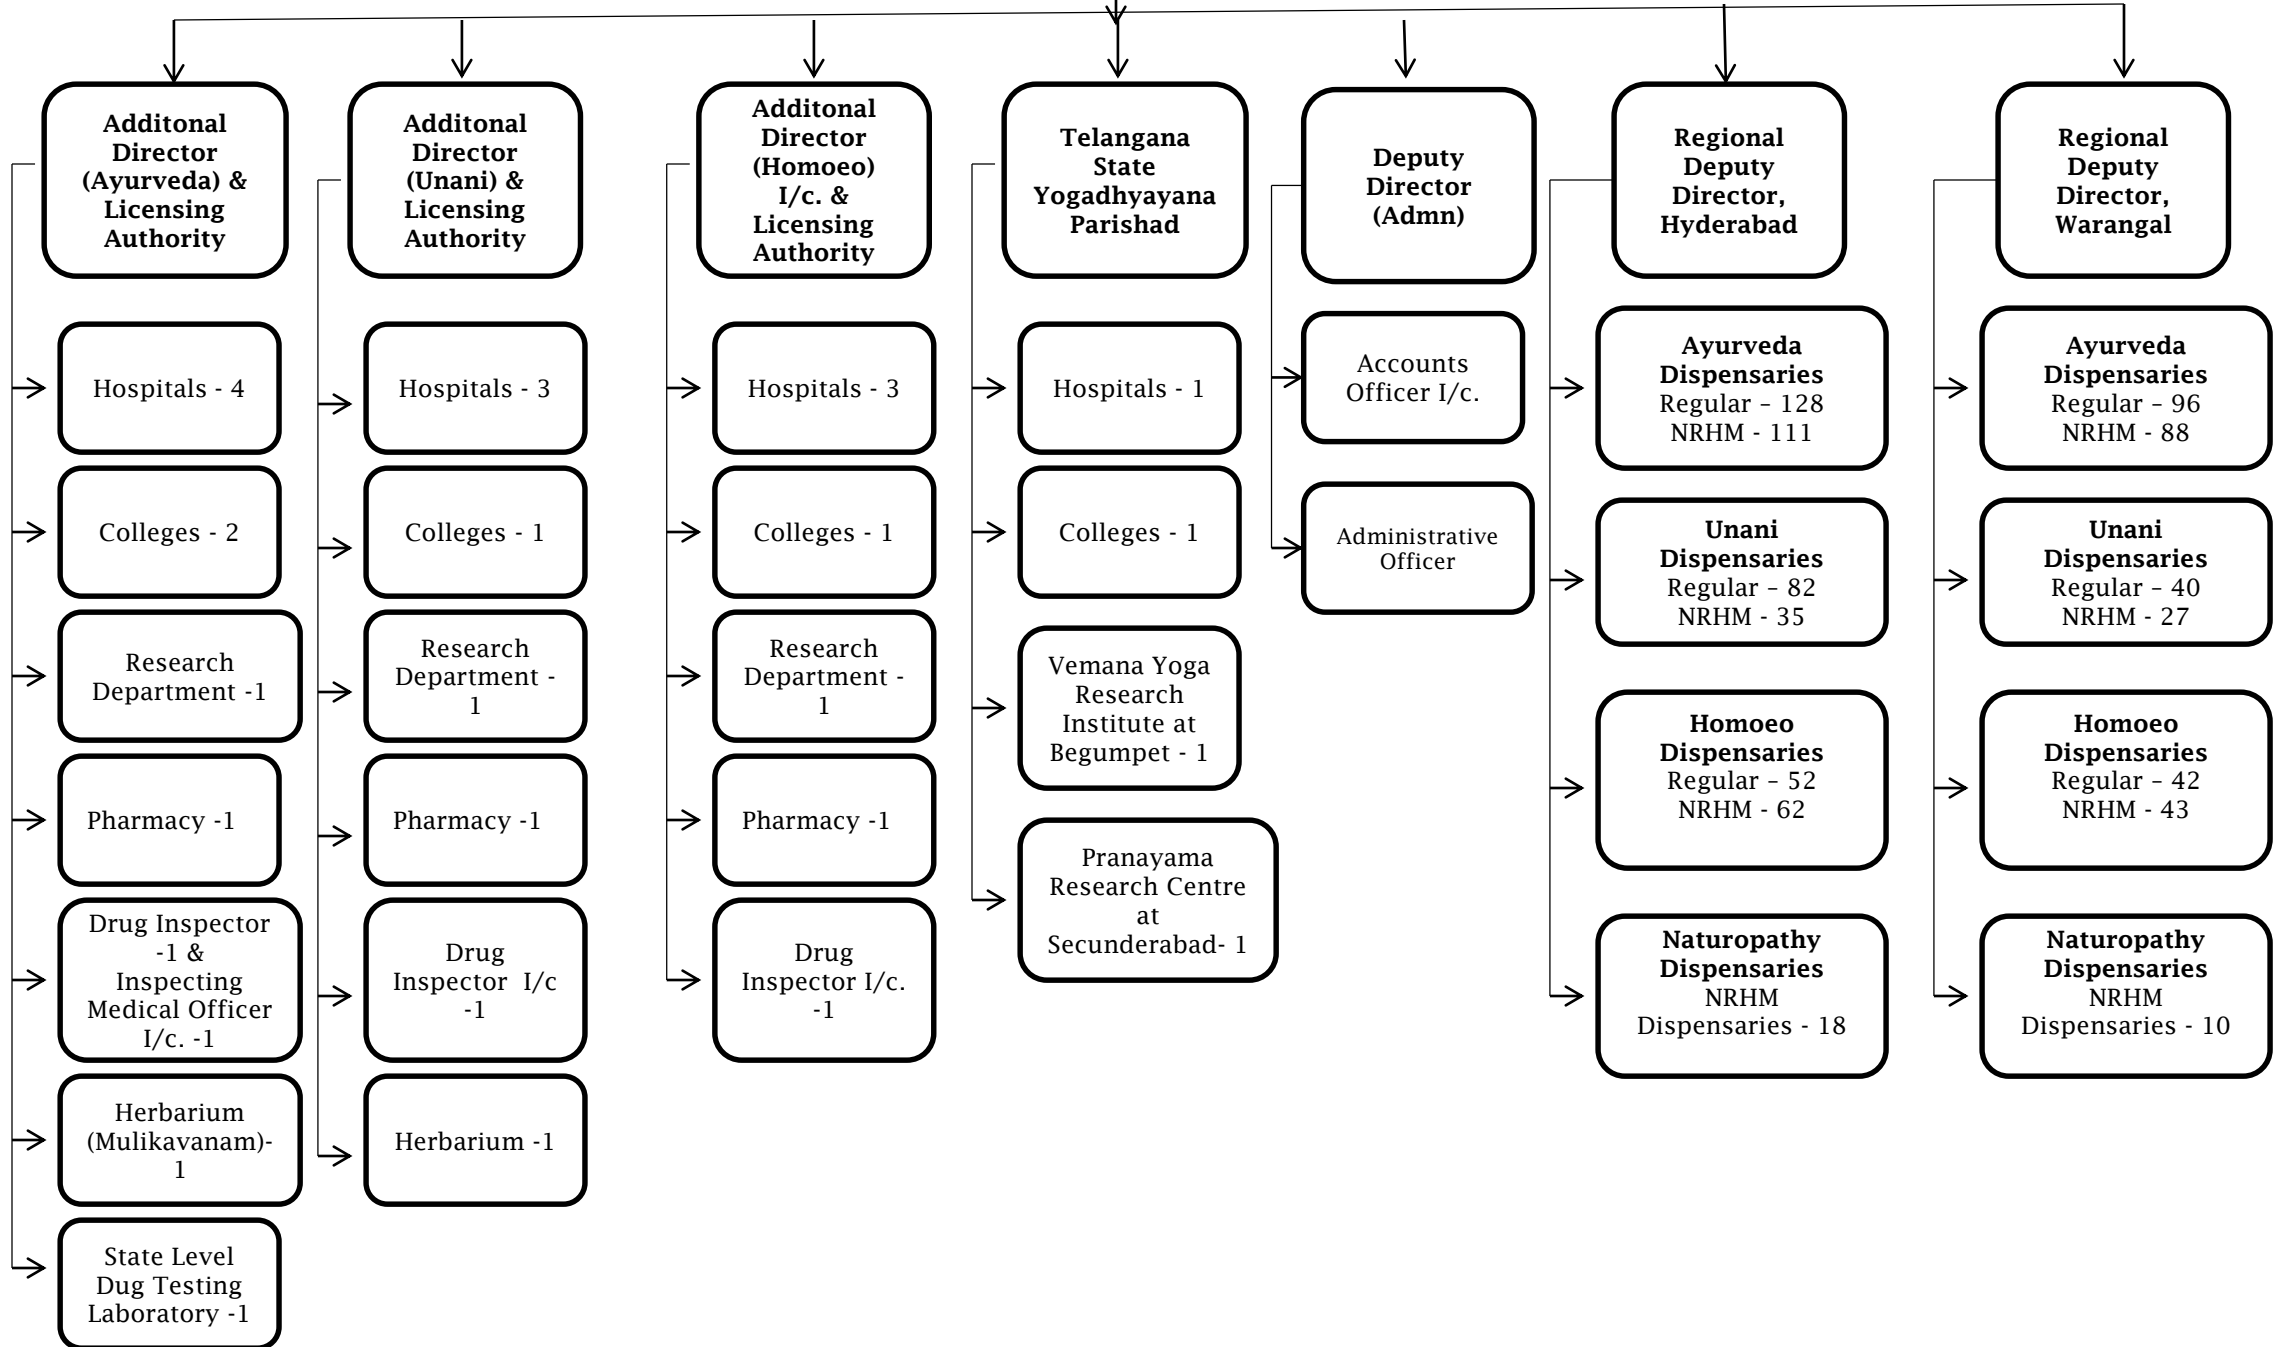 Additonal
Director
(Ayurveda) &
Licensing
Authority
Hospitals - 4
Colleges - 2
Research
Department -1
Pharmacy -1
Drug Inspector
-1 &
Inspecting
Medical Officer
I/c. -1
Herbarium
(Mulikavanam)-
1
State Level
Dug Testing
Laboratory -1
Additonal
Director
(Unani) &
Licensing
Authority
Hospitals - 3
Colleges - 1
Research
Department -
1
Pharmacy -1
Drug
Inspector I/c
-1
Herbarium -1
Additonal
Director
(Homoeo)
I/c. &
Licensing
Authority
Hospitals - 3
Colleges - 1
Research
Department -
1
Pharmacy -1
Drug
Inspector I/c.
-1
Telangana
State
Yogadhyayana
Parishad
Hospitals - 1
Colleges - 1
Vemana Yoga
Research
Institute at
Begumpet - 1
Pranayama
Research Centre
at
Secunderabad- 1
Deputy
Director
(Admn)
Accounts
Officer I/c.
Administrative
Officer
Regional
Deputy
Director,
Hyderabad
Ayurveda
Dispensaries
Regular – 128
NRHM - 111
Unani
Dispensaries
Regular – 82
NRHM - 35
Homoeo
Dispensaries
Regular – 52
NRHM - 62
Naturopathy
Dispensaries
NRHM
Dispensaries - 18
Regional
Deputy
Director,
Warangal
Ayurveda
Dispensaries
Regular – 96
NRHM - 88
Unani
Dispensaries
Regular – 40
NRHM - 27
Homoeo
Dispensaries
Regular – 42
NRHM - 43
Naturopathy
Dispensaries
NRHM
Dispensaries - 10